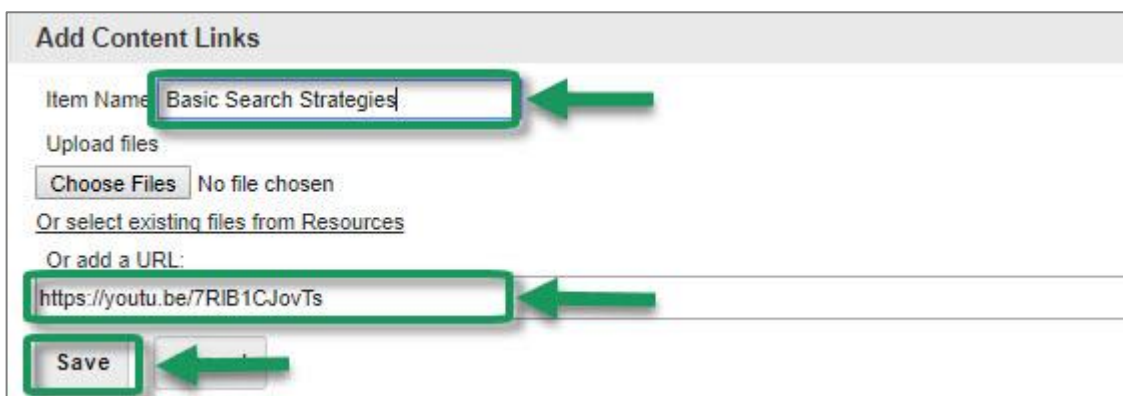 Add Content Links
Item Name Basic Search Strategies
Upload files
Choose Files No file chosen
Or select existing files from Resources
Or add a URL:
https://youtu.be/7RIB1CJovTs
Save